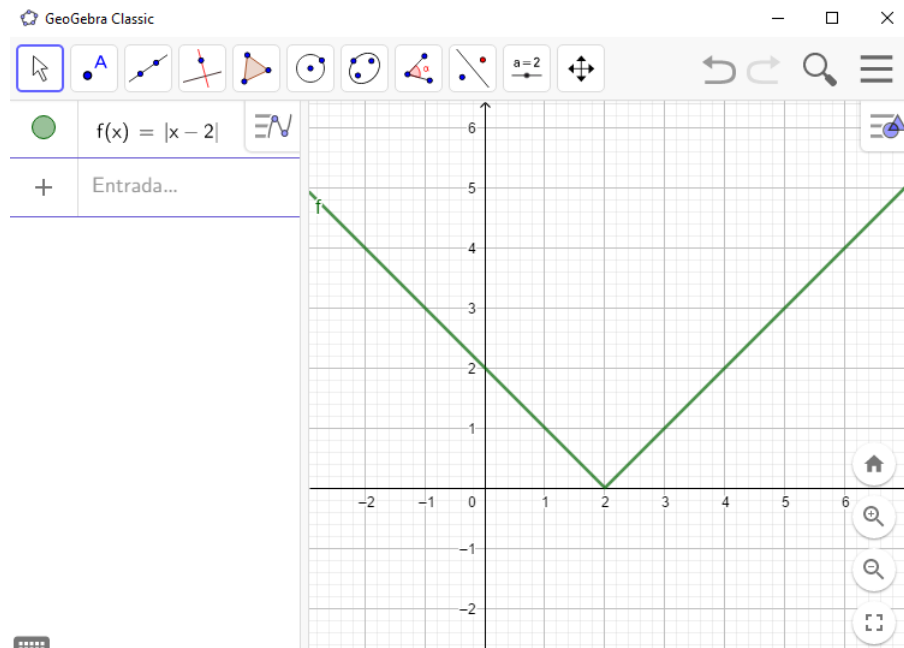 GeoGebra Classic
A
α
a=2
f(x) = |x − 2|
Entrada...
f
6
5
4
3
2
1
−2 −1 0 1 2 3 4 5 6
−1
−2